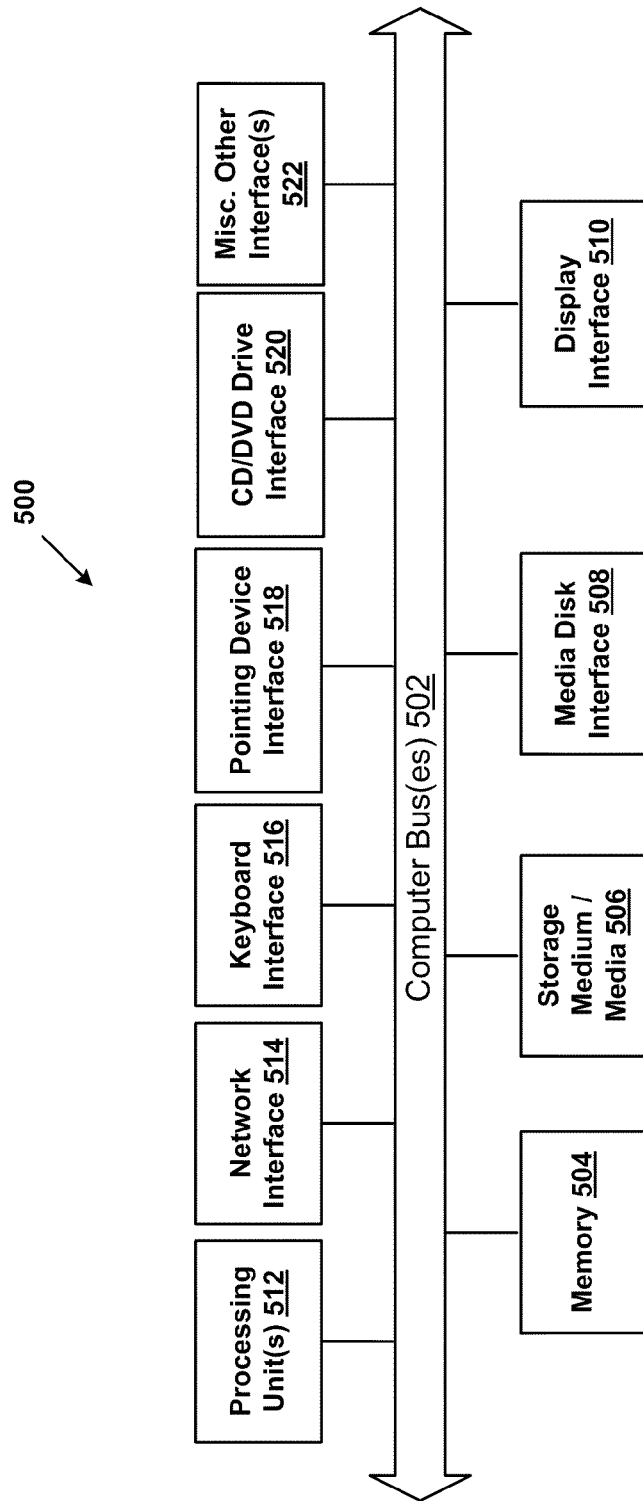 500
Processing
Unit(s) 512
Network
Interface 514
Keyboard
Interface 516
Pointing Device
Interface 518
CD/DVD Drive
Interface 520
Misc. Other
Interface(s)
522
Computer Bus(es) 502
Memory 504
Storage
Medium /
Media 506
Media Disk
Interface 508
Display
Interface 510